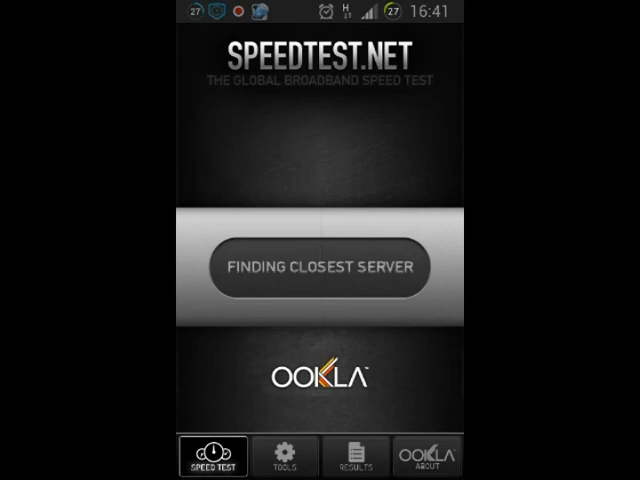 27 H 27 16:41
SPEEDTEST.NET
THE GLOBAL BROADBAND SPEED TEST
FINDING CLOSEST SERVER
OOKLA™
SPEED TEST TOOLS RESULTS OOKLA ABOUT